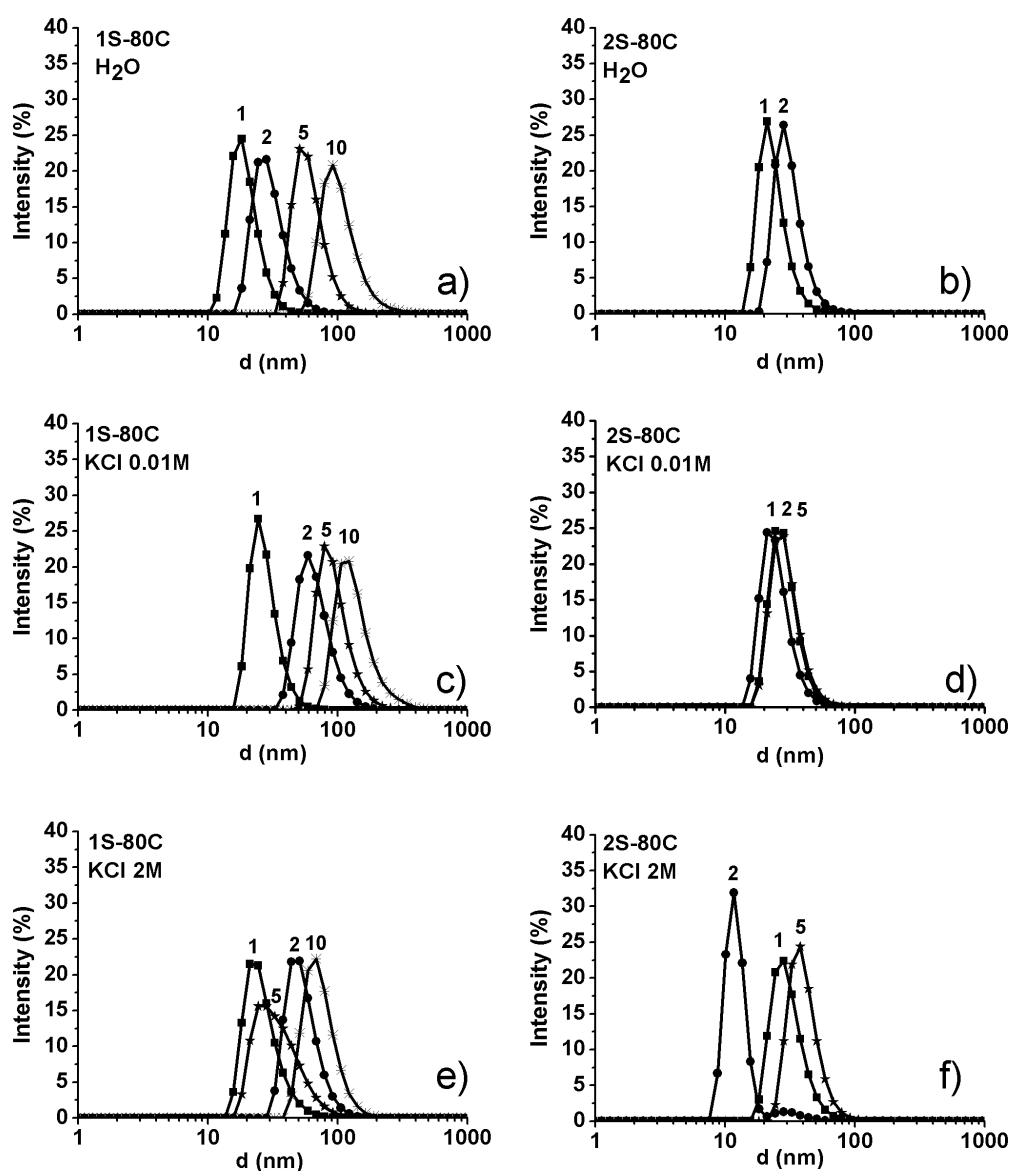 1S-80C
H2O
Intensity (%)
40
35
30
25
20
15
10
5
0
1
2
5
10
a)
1 10 100 1000
d (nm)
2S-80C
H2O
Intensity (%)
40
35
30
25
20
15
10
5
0
1 2
b)
1 10 100 1000
d (nm)
1S-80C
KCl 0.01M
Intensity (%)
40
35
30
25
20
15
10
5
0
1
2 5 10
c)
1 10 100 1000
d (nm)
2S-80C
KCl 0.01M
Intensity (%)
40
35
30
25
20
15
10
5
0
1 2 5
d)
1 10 100 1000
d (nm)
1S-80C
KCl 2M
Intensity (%)
40
35
30
25
20
15
10
5
0
1 2 10
5
e)
1 10 100 1000
d (nm)
2S-80C
KCl 2M
Intensity (%)
40
35
30
25
20
15
10
5
0
2
1 5
f)
1 10 100 1000
d (nm)